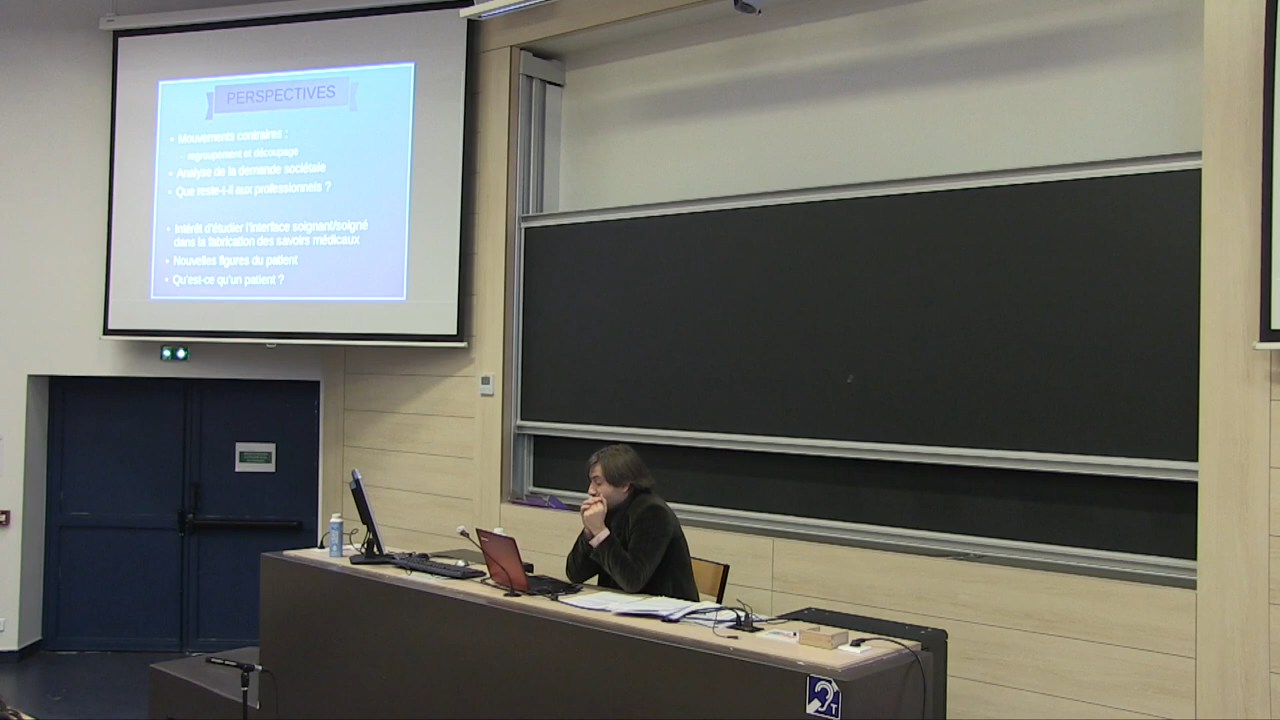 PERSPECTIVES
• Mouvements contraires :
- regroupement et découpage
• Analyse de la demande sociétale
• Que reste-t-il aux professionnels ?
• Intérêt d'étudier l'interface soignant/soigné
dans la fabrication des savoirs médicaux
• Nouvelles figures du patient
• Qu'est-ce qu'un patient ?
T